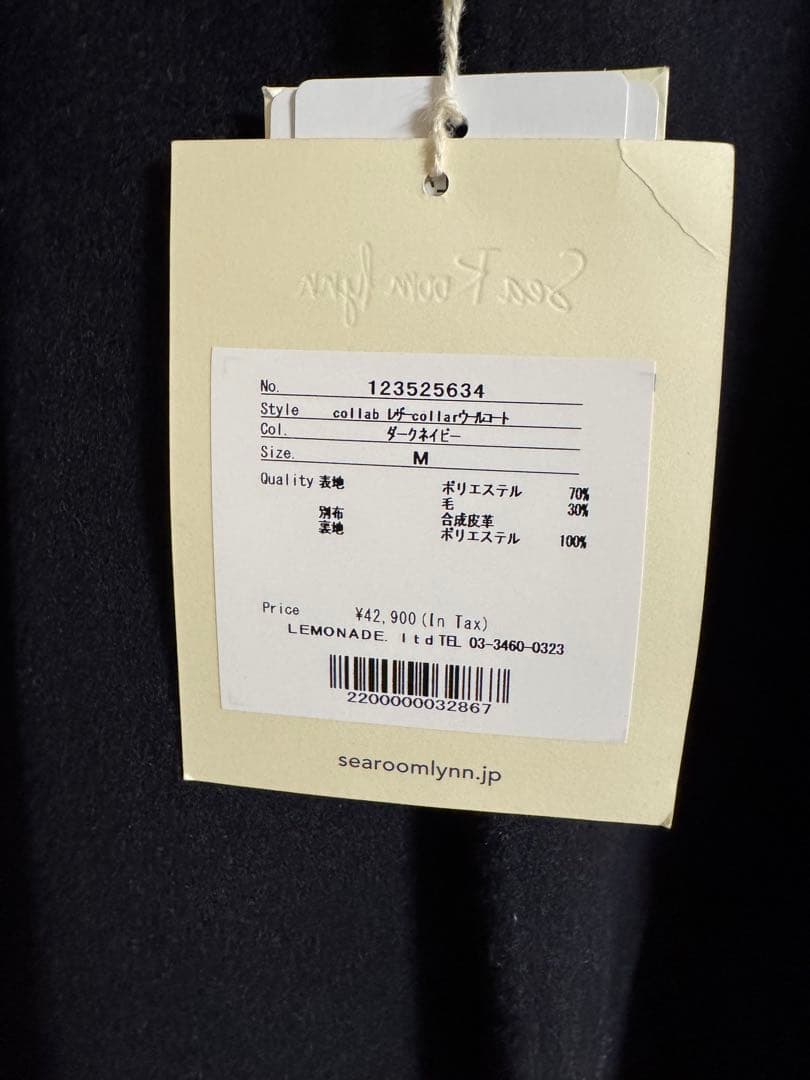 Sea Room lynn
No. 123525634
Style collab レザーcollarウールコート
Col. ダークネイビー
Size. M
Quality 表地 ポリエステル 70%
毛 30%
別布 合成皮革
裏地 ポリエステル 100%
Price ¥42,900(In Tax)
LEMONADE. ltd TEL 03-3460-0323
2200000032867
searoomlynn.jp